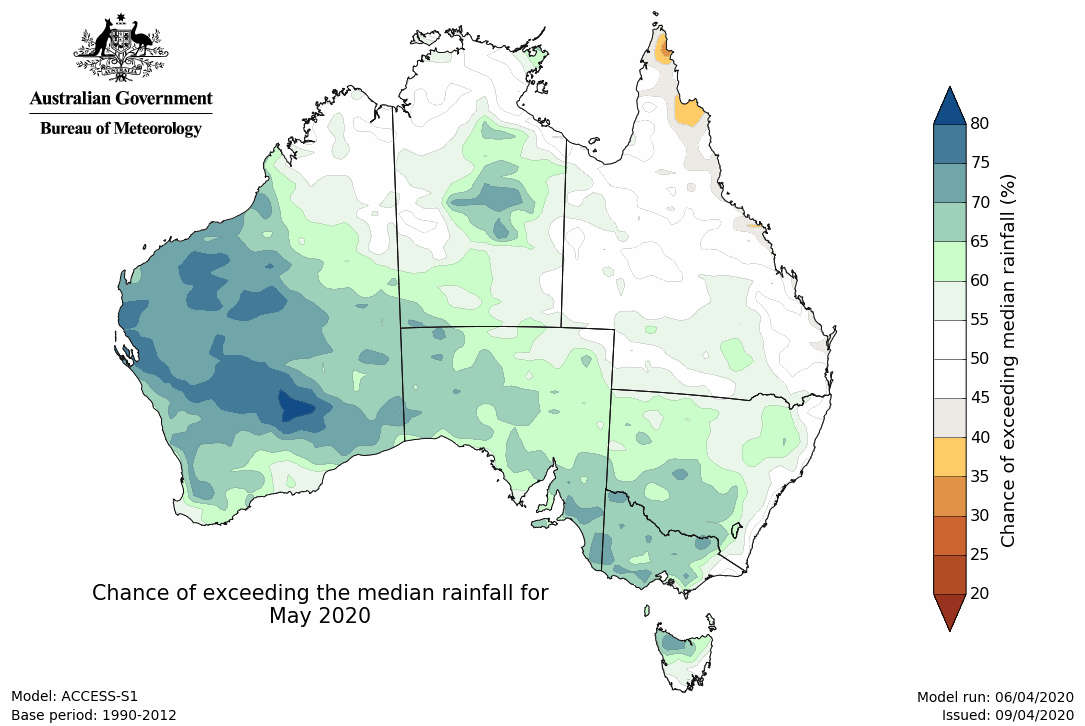 Australian Government
Bureau of Meteorology
80
75
70
65
60
55
50
45
40
35
30
25
20
Chance of exceeding median rainfall (%)
Chance of exceeding the median rainfall for
May 2020
Model: ACCESS-S1
Base period: 1990-2012
Model run: 06/04/2020
Issued: 09/04/2020